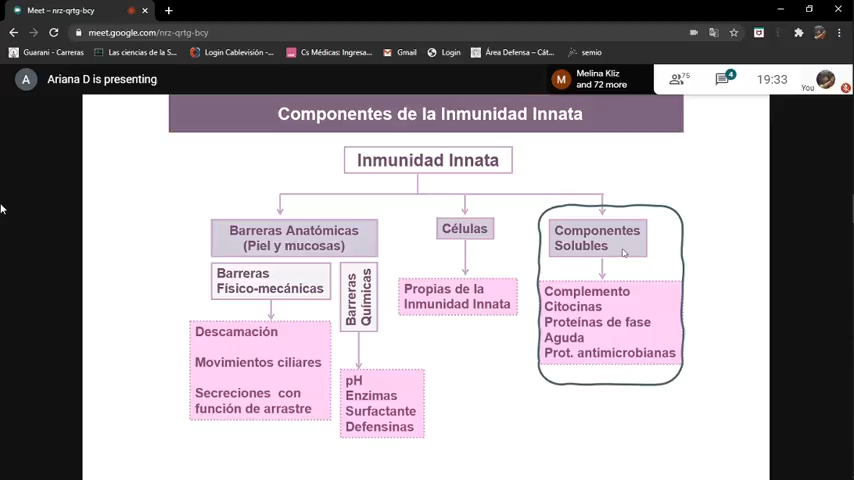 Meet – nrz-qrtg-bcy
meet.google.com/nrz-qrtg-bcy
Guarani - Carreras
Las ciencias de la S...
Login Cablevisión...
Cs Médicas: Ingresa...
Gmail
Login
Área Defensa – Cát...
semio
A
Ariana D is presenting
M
Melina Kliz
and 72 more
75
4
19:33
You
Componentes de la Inmunidad Innata
Inmunidad Innata
Barreras Anatómicas
(Piel y mucosas)
Barreras
Físico-mecánicas
Descamación
Movimientos ciliares
Secreciones con
función de arrastre
Barreras
Químicas
pH
Enzimas
Surfactante
Defensinas
Células
Propias de la
Inmunidad Innata
Componentes
Solubles
Complemento
Citocinas
Proteínas de fase
Aguda
Prot. antimicrobianas